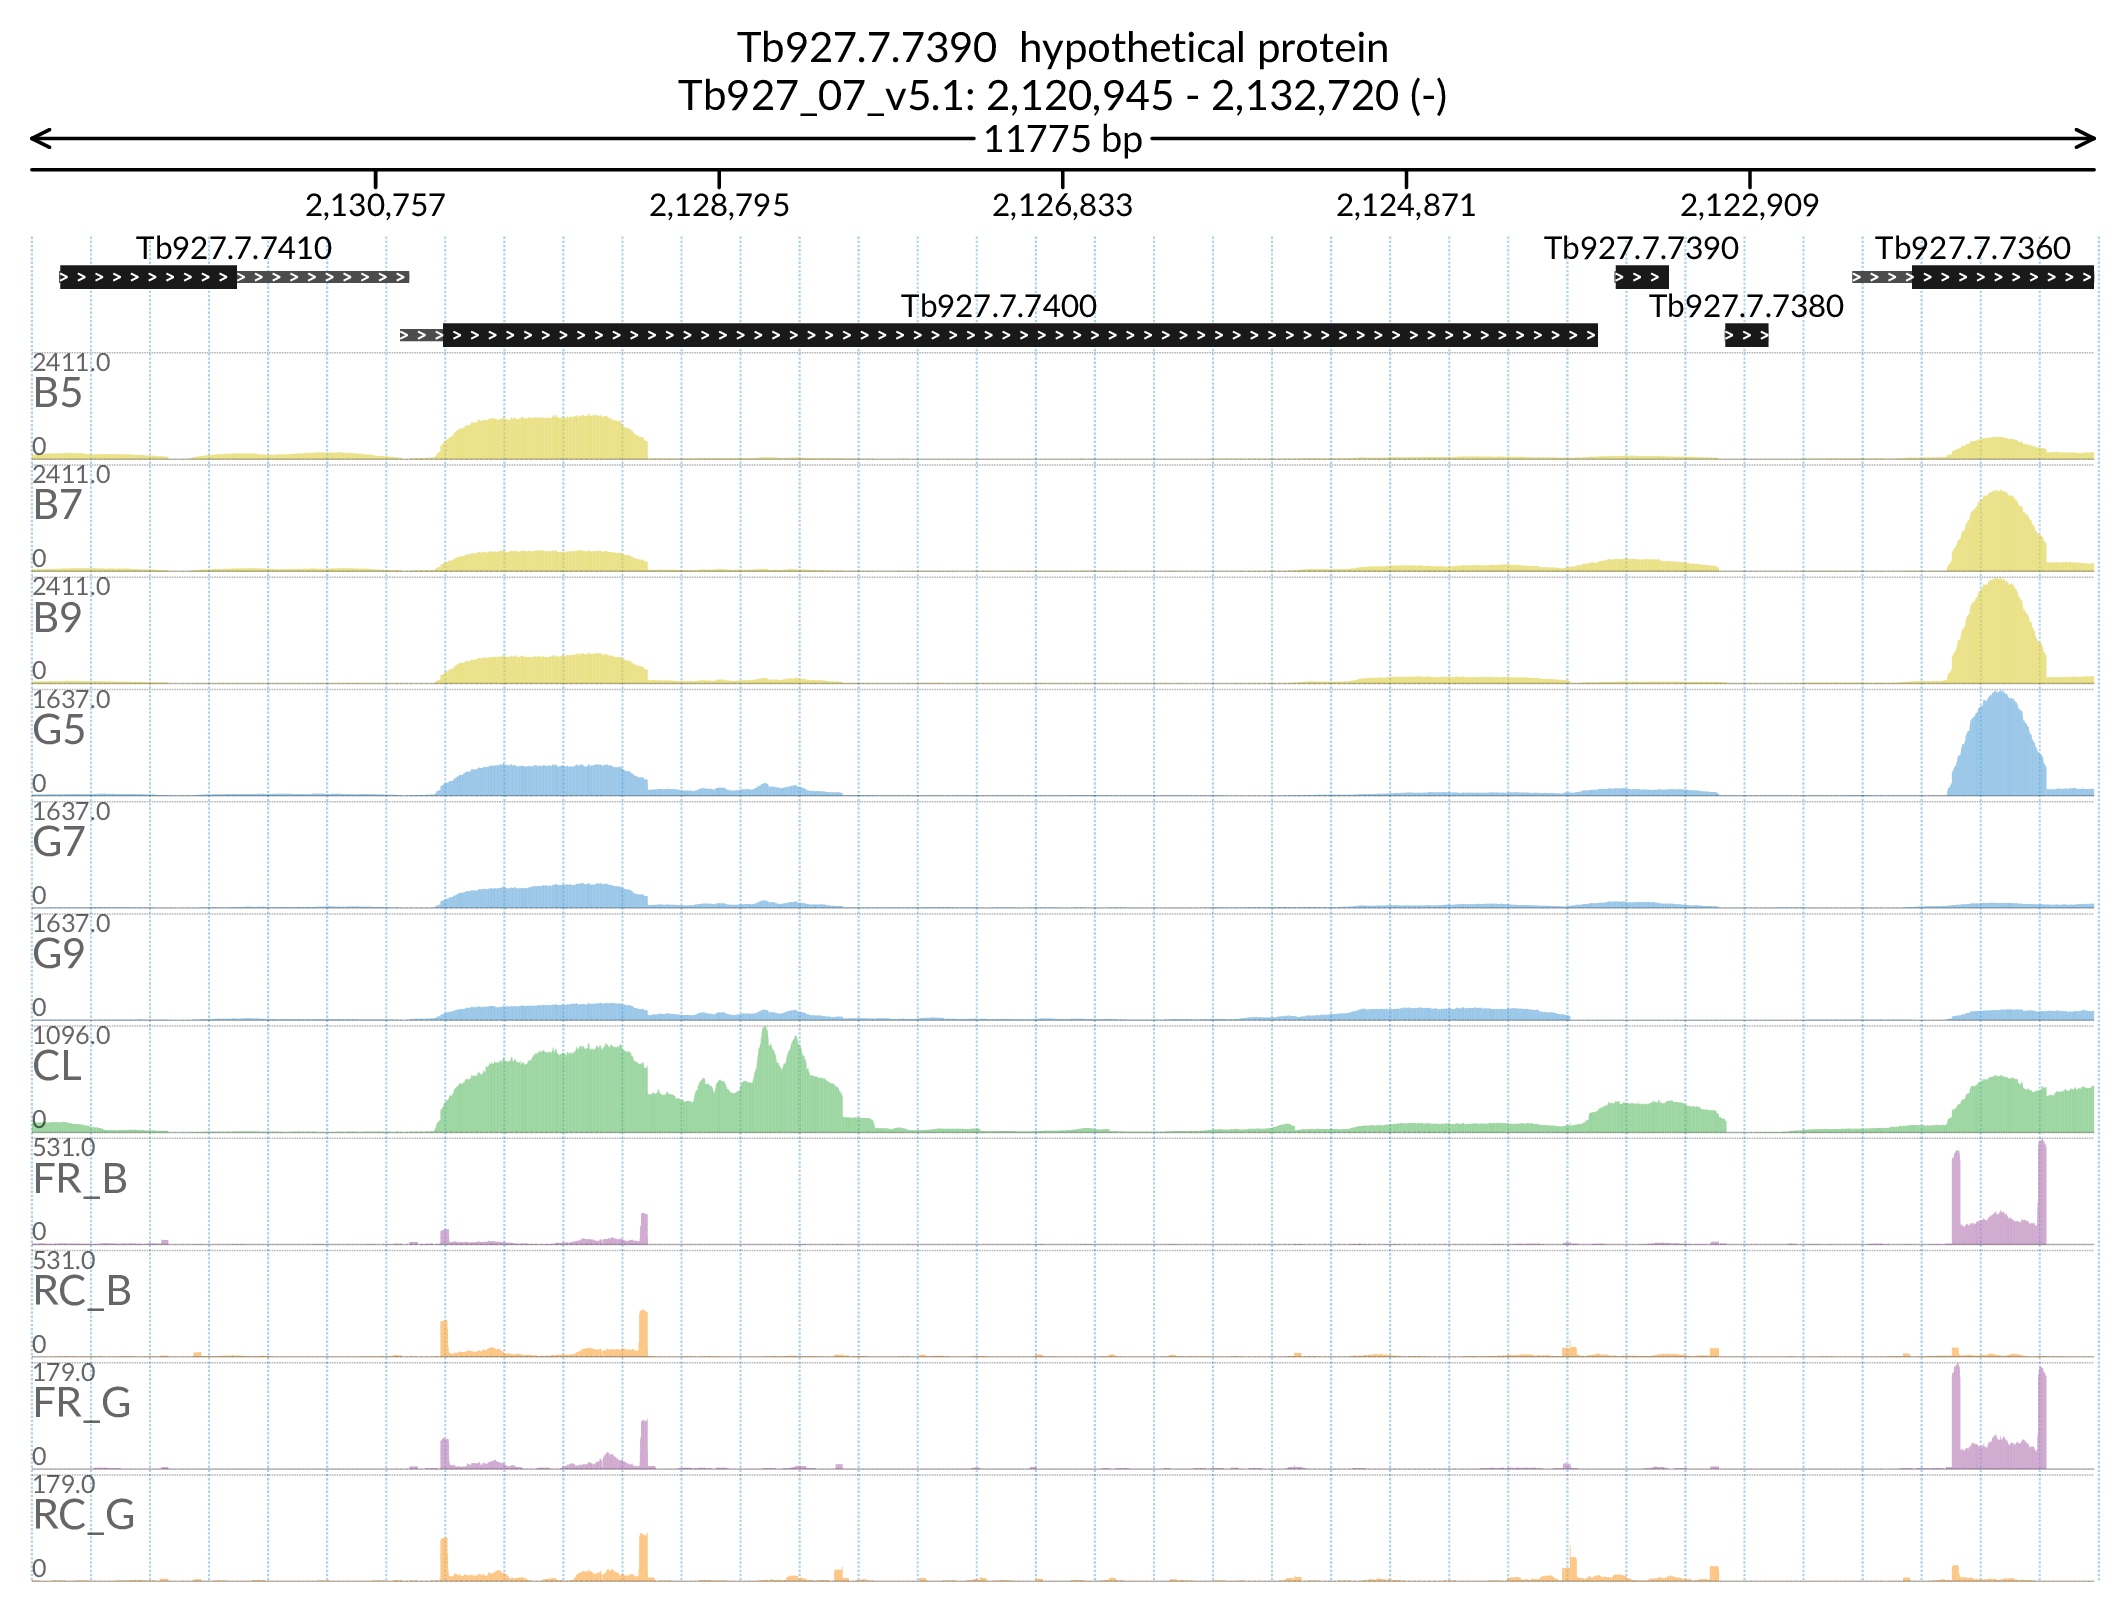 Tb927.7.7390  hypothetical protein
Tb927_07_v5.1: 2,120,945 - 2,132,720 (-)
11775 bp
2,130,757 2,128,795 2,126,833 2,124,871 2,122,909
Tb927.7.7410 Tb927.7.7390 Tb927.7.7360
Tb927.7.7400 Tb927.7.7380
2411.0
B5
0
2411.0
B7
0
2411.0
B9
0
1637.0
G5
0
1637.0
G7
0
1637.0
G9
0
1096.0
CL
0
531.0
FR_B
0
531.0
RC_B
0
179.0
FR_G
0
179.0
RC_G
0